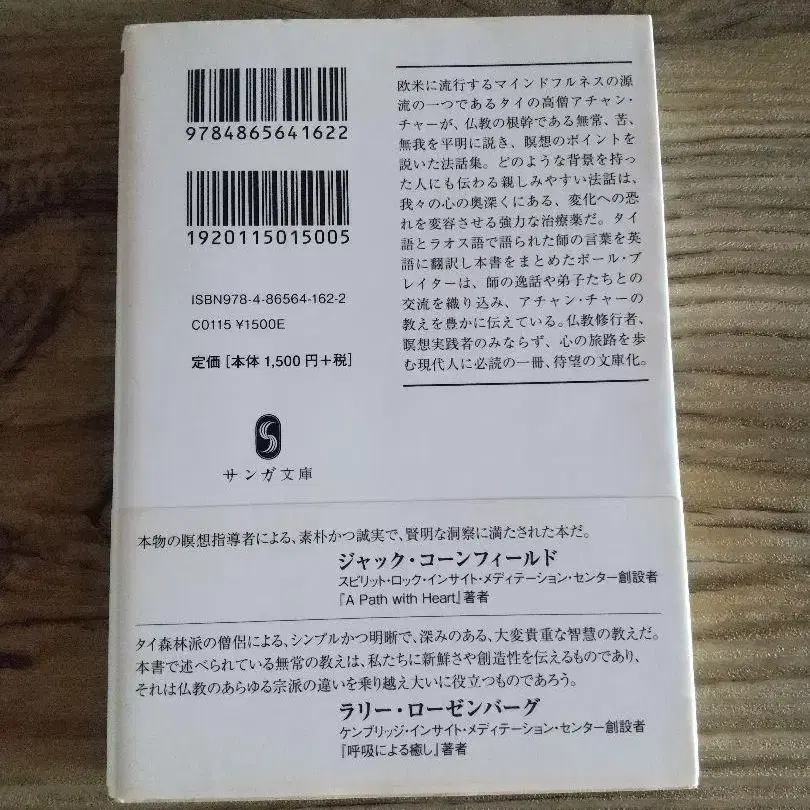 9784865641622
1920115015005
ISBN978-4-86564-162-2
C0115 ¥1500E
定価[本体1,500円+税]
サンガ文庫
欧米に流行するマインドフルネスの源
流の一つであるタイの高僧アチャン・
チャーが、仏教の根幹である無常、苦、
無我を平明に説き、瞑想のポイントを
説いた法話集。どのような背景を持っ
た人にも伝わる親しみやすい法話は、
我々の心の奥深くにある、変化への恐
れを変容させる強力な治療薬だ。タイ
語とラオス語で語られた師の言葉を英
語に翻訳し本書をまとめたポール・ブ
レイターは、師の逸話や弟子たちとの
交流を織り込み、アチャン・チャーの
教えを豊かに伝えている。仏教修行者、
瞑想実践者のみならず、心の旅路を歩
む現代人に必読の一冊、待望の文庫化。
本物の瞑想指導者による、素朴かつ誠実で、賢明な洞察に満たされた本だ。
ジャック・コーンフィールド
スピリット・ロック・インサイト・メディテーション・センター創設者
『A Path with Heart』著者
タイ森林派の僧侶による、シンプルかつ明晰で、深みのある、大変貴重な智慧の教えだ。
本書で述べられている無常の教えは、私たちに新鮮さや創造性を伝えるものであり、
それは仏教のあらゆる宗派の違いを乗り越え大いに役立つものであろう。
ラリー・ローゼンバーグ
ケンブリッジ・インサイト・メディテーション・センター創設者
『呼吸による癒し』著者